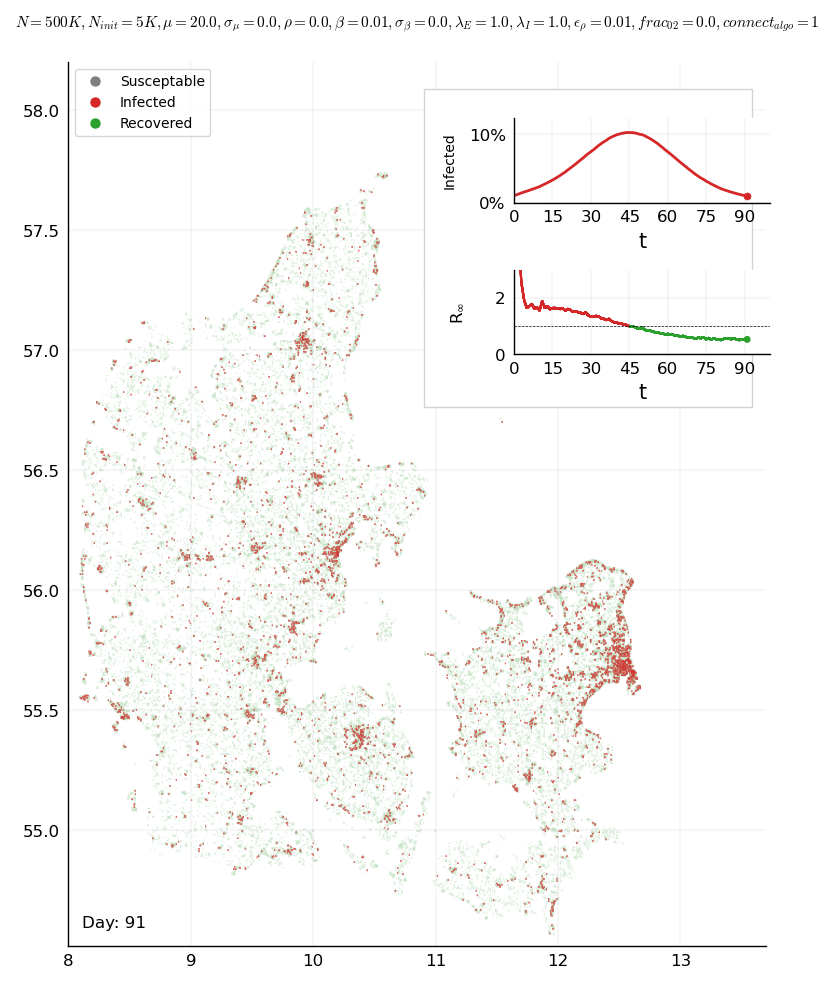 N = 500K, N_init = 5K, μ = 20.0, σ_μ = 0.0, ρ = 0.0, β = 0.01, σ_β = 0.0, λ_E = 1.0, λ_I = 1.0, ϵ_ρ = 0.01, frac_02 = 0.0, connect_algo = 1
Susceptable
Infected
Recovered
58.0
57.5
57.0
56.5
56.0
55.5
55.0
8 9 10 11 12 13
Day: 91
Infected
10%
0%
0 15 30 45 60 75 90
t
R∞
2
0
0 15 30 45 60 75 90
t